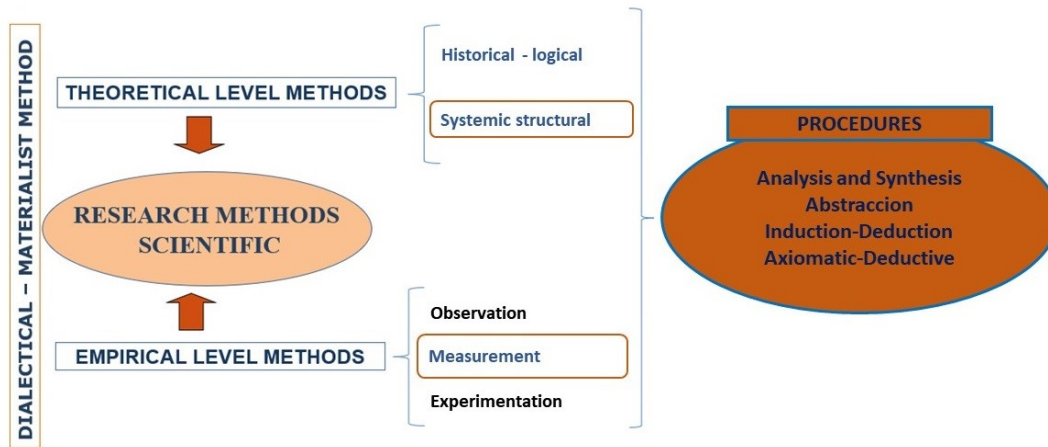 DIALECTICAL – MATERIALIST METHOD
THEORETICAL LEVEL METHODS
Historical - logical
Systemic structural
RESEARCH METHODS
SCIENTIFIC
EMPIRICAL LEVEL METHODS
Observation
Measurement
Experimentation
PROCEDURES
Analysis and Synthesis
Abstraccion
Induction-Deduction
Axiomatic-Deductive